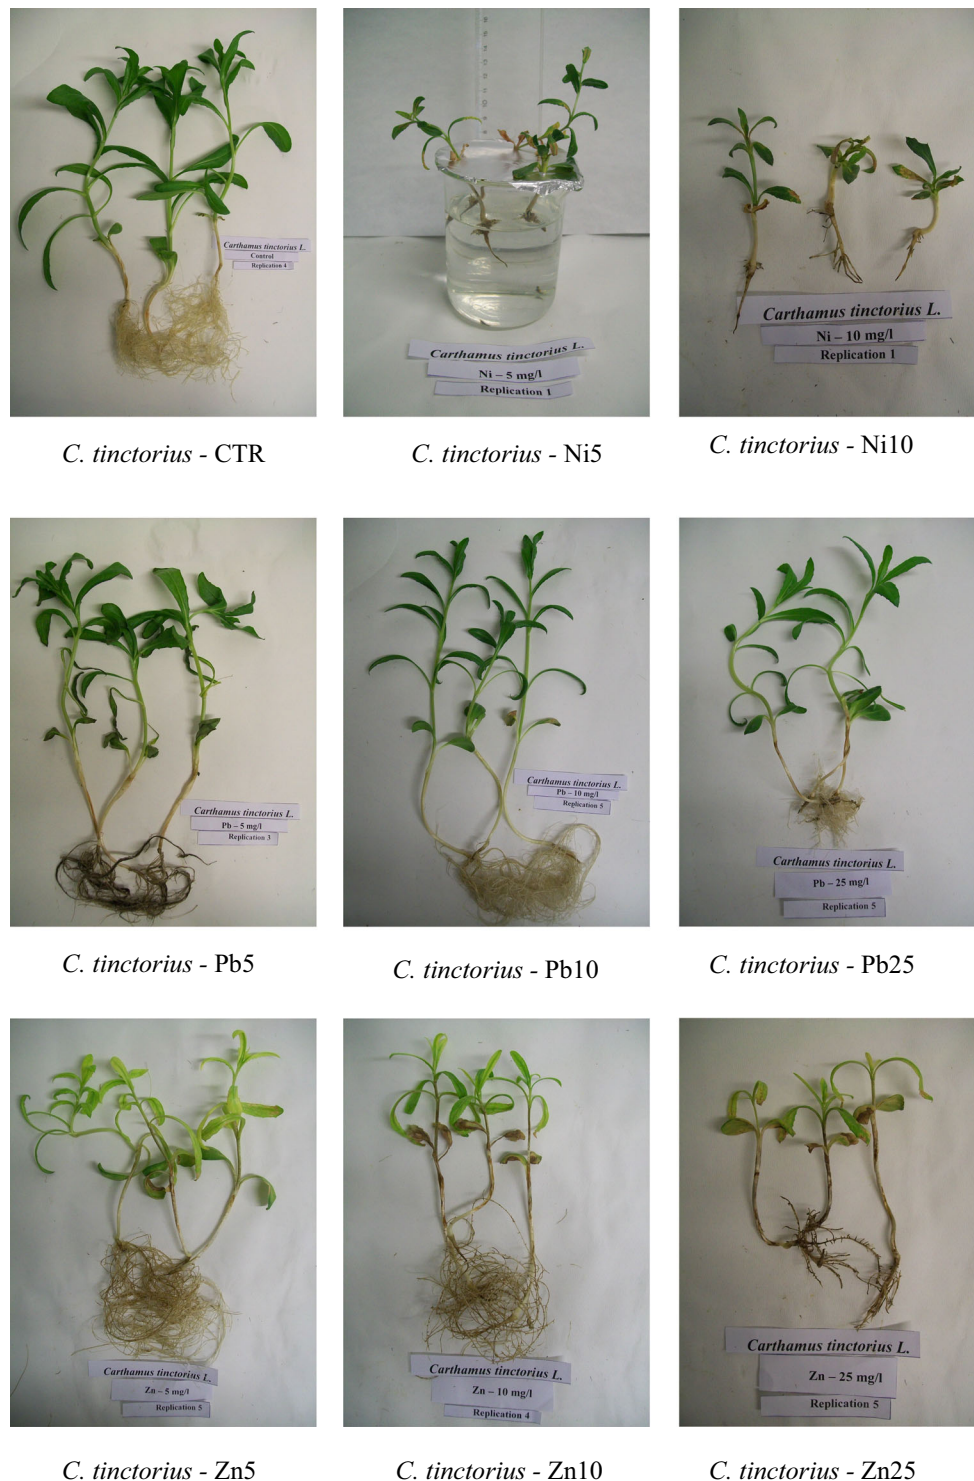 Carthamus tinctorius L.
Control
Replication 4
Carthamus tinctorius L.
Ni – 5 mg/l
Replication 1
Carthamus tinctorius L.
Ni – 10 mg/l
Replication 1
C. tinctorius - CTR
C. tinctorius - Ni5
C. tinctorius - Ni10
Carthamus tinctorius L.
Pb – 5 mg/l
Replication 3
Carthamus tinctorius L.
Pb – 10 mg/l
Replication 5
Carthamus tinctorius L.
Pb – 25 mg/l
Replication 5
C. tinctorius - Pb5
C. tinctorius - Pb10
C. tinctorius - Pb25
Carthamus tinctorius L.
Zn – 5 mg/l
Replication 5
Carthamus tinctorius L.
Zn – 10 mg/l
Replication 4
Carthamus tinctorius L.
Zn – 25 mg/l
Replication 5
C. tinctorius - Zn5
C. tinctorius - Zn10
C. tinctorius - Zn25